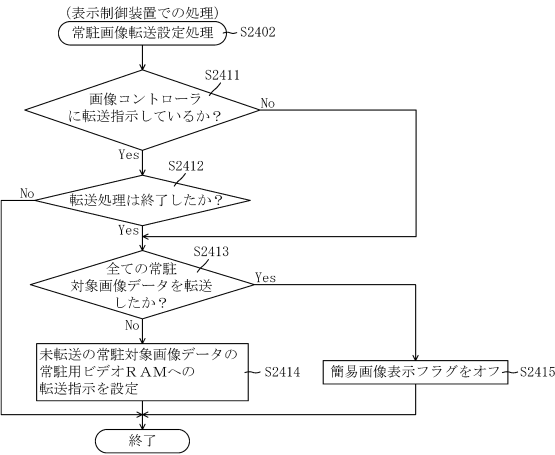 (表示制御装置での処理)
常駐画像転送設定処理
S2402
S2411
画像コントローラ
に転送指示しているか？
No
Yes
S2412
No
転送処理は終了したか？
Yes
S2413
全ての常駐
対象画像データを転送
したか？
Yes
No
未転送の常駐対象画像データの
常駐用ビデオＲＡＭへの
転送指示を設定
S2414
簡易画像表示フラグをオフ
S2415
終了